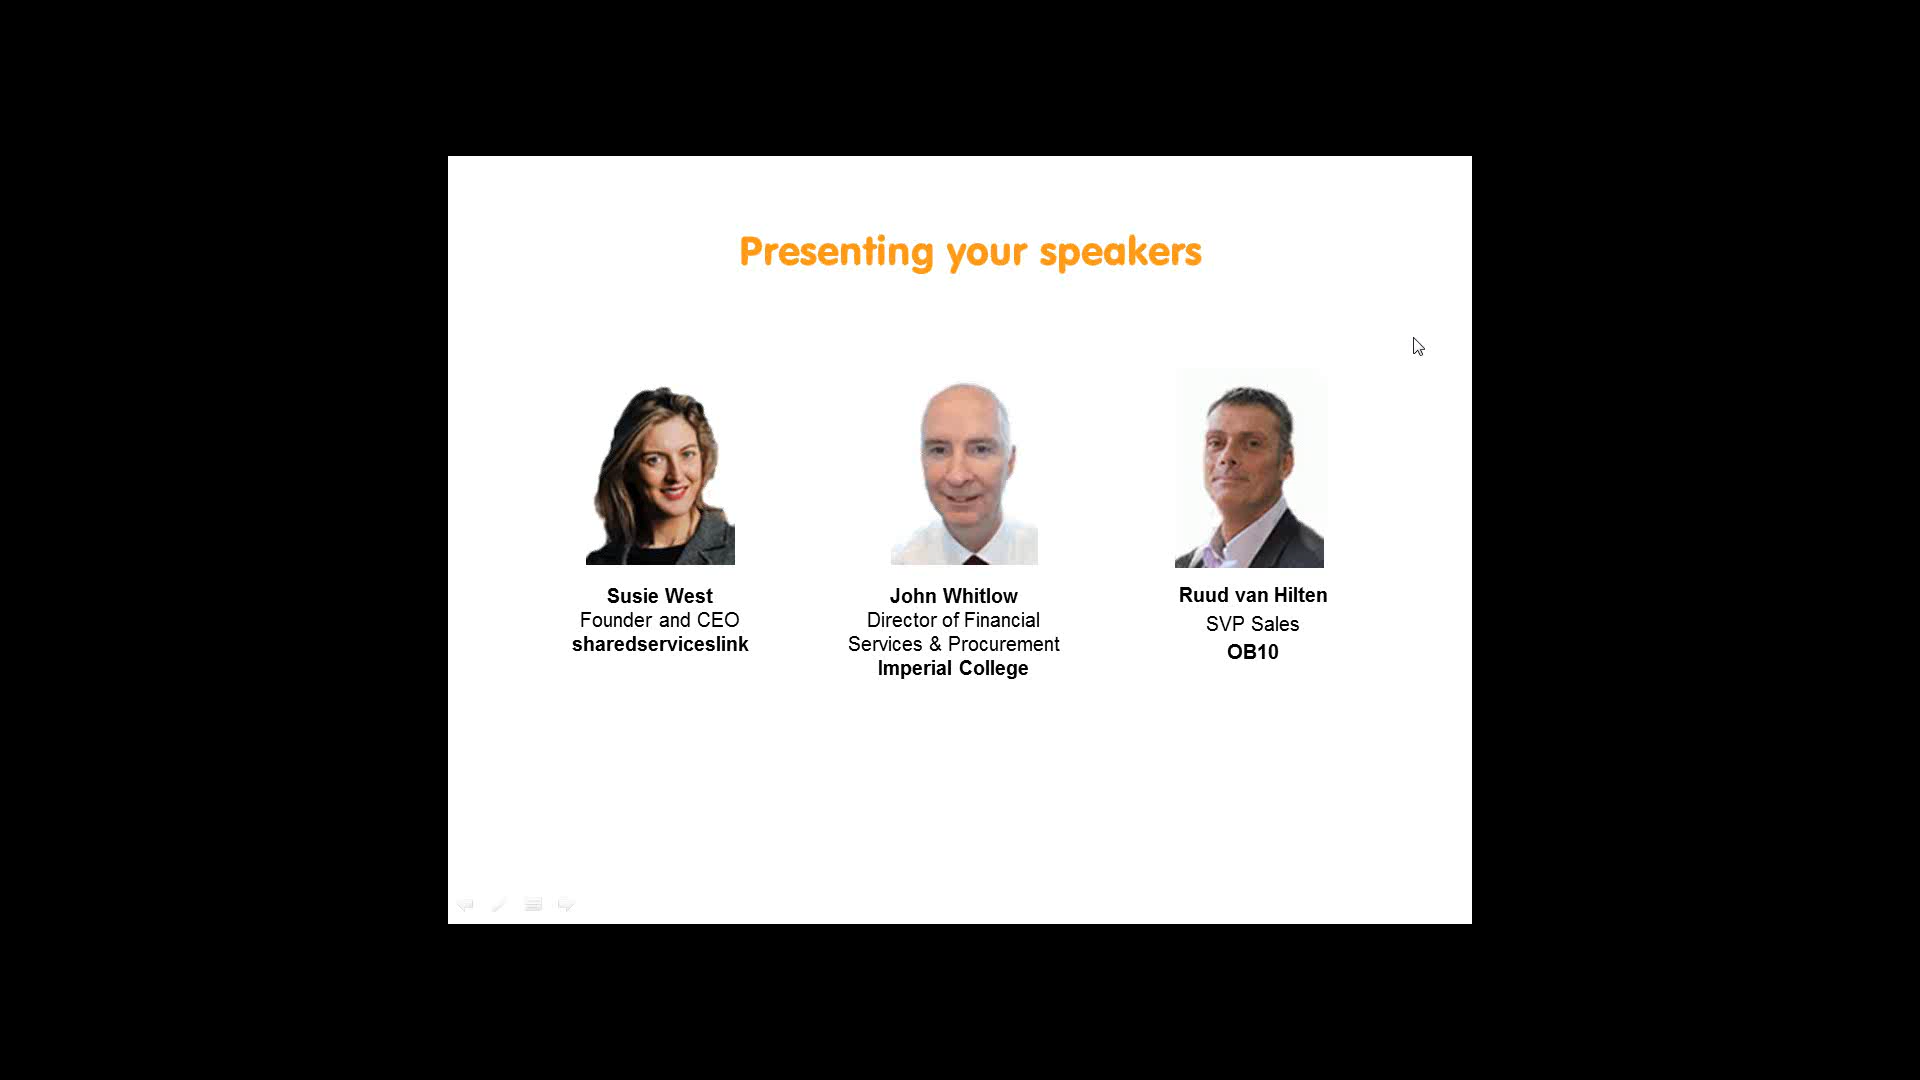 Presenting your speakers
Susie West
Founder and CEO
sharedserviceslink
John Whitlow
Director of Financial
Services & Procurement
Imperial College
Ruud van Hilten
SVP Sales
OB10